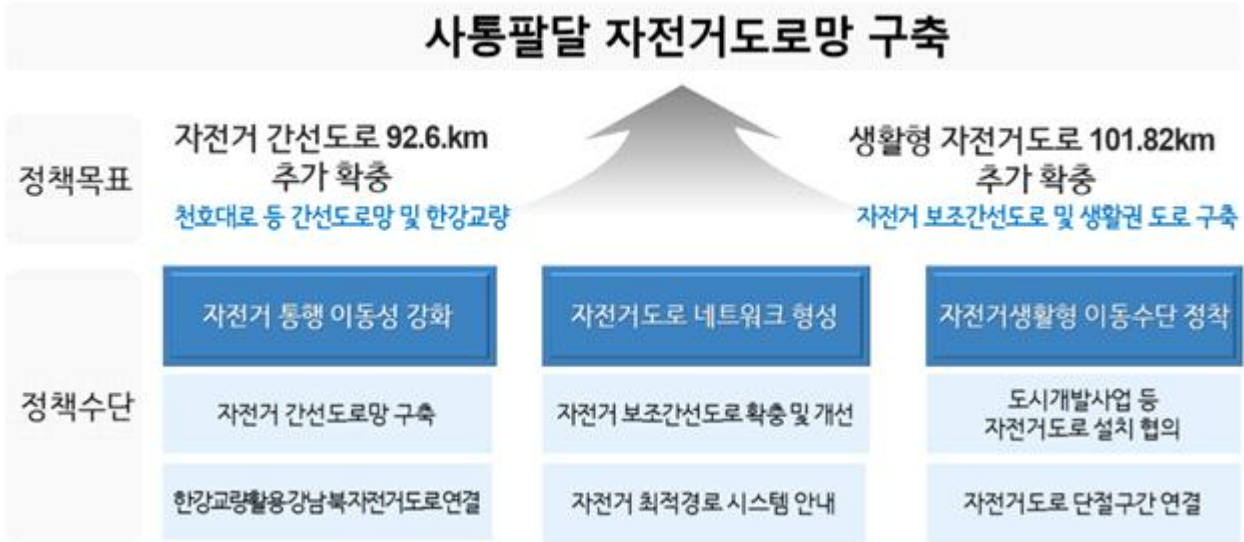 사통팔달 자전거도로망 구축
정책목표
자전거 간선도로 92.6.km
추가 확충
천호대로 등 간선도로망 및 한강교량
생활형 자전거도로 101.82km
추가 확충
자전거 보조간선도로 및 생활권 도로 구축
정책수단
자전거 통행 이동성 강화
자전거도로 네트워크 형성
자전거생활형 이동수단 정착
자전거 간선도로망 구축
자전거 보조간선도로 확충 및 개선
도시개발사업 등
자전거도로 설치 협의
한강교량활용 강남북 자전거도로 연결
자전거 최적경로 시스템 안내
자전거도로 단절구간 연결